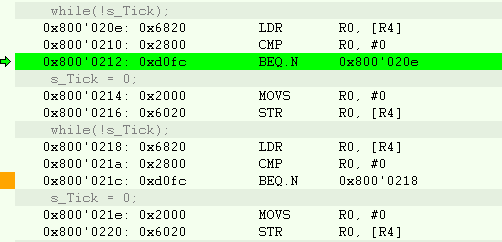 while(!s_Tick);
0x800'020e: 0x6820 LDR R0, [R4]
0x800'0210: 0x2800 CMP R0, #0
0x800'0212: 0xd0fc BEQ.N 0x800'020e
s_Tick = 0;
0x800'0214: 0x2000 MOVS R0, #0
0x800'0216: 0x6020 STR R0, [R4]
while(!s_Tick);
0x800'0218: 0x6820 LDR R0, [R4]
0x800'021a: 0x2800 CMP R0, #0
0x800'021c: 0xd0fc BEQ.N 0x800'0218
s_Tick = 0;
0x800'021e: 0x2000 MOVS R0, #0
0x800'0220: 0x6020 STR R0, [R4]